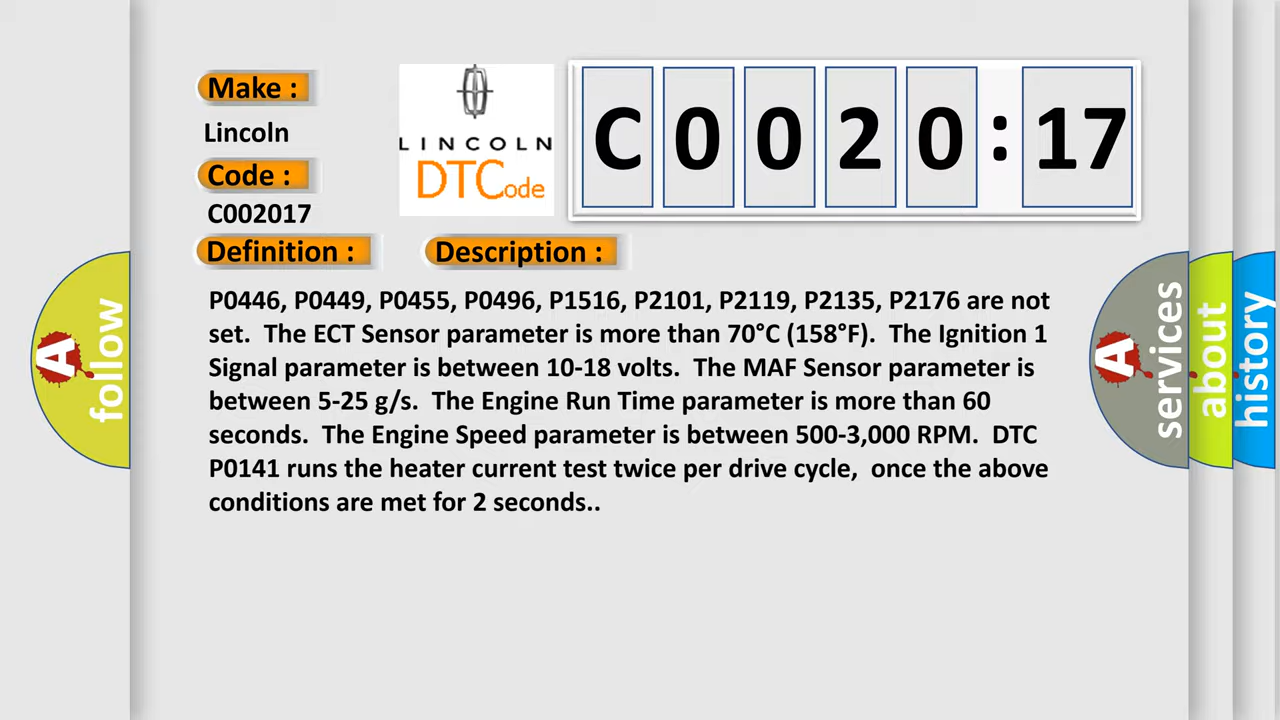 Make :
Lincoln
Code :
C002017
Definition :
Description :
LINCOLN
DTCode
C0020:17
P0446, P0449, P0455, P0496, P1516, P2101, P2119, P2135, P2176 are not
set.  The ECT Sensor parameter is more than 70°C (158°F).  The Ignition 1
Signal parameter is between 10-18 volts.  The MAF Sensor parameter is
between 5-25 g/s.  The Engine Run Time parameter is more than 60
seconds.  The Engine Speed parameter is between 500-3,000 RPM.  DTC
P0141 runs the heater current test twice per drive cycle,  once the above
conditions are met for 2 seconds..
A
follow
A
services
about
history